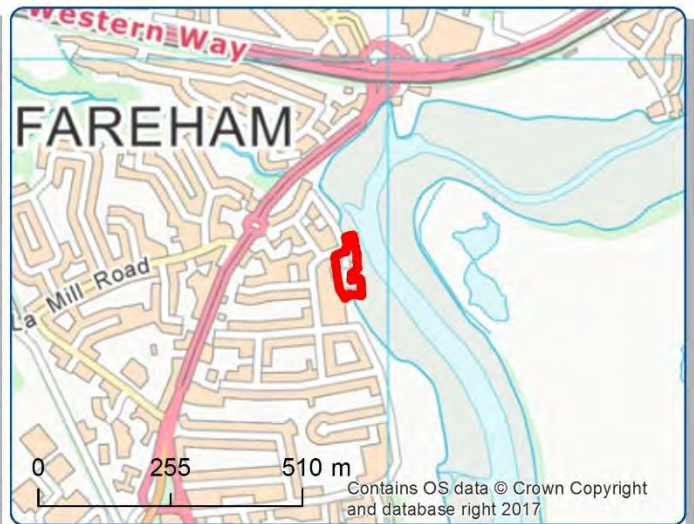 Western Way
FAREHAM
La Mill Road
0 255 510 m
Contains OS data © Crown Copyright
and database right 2017